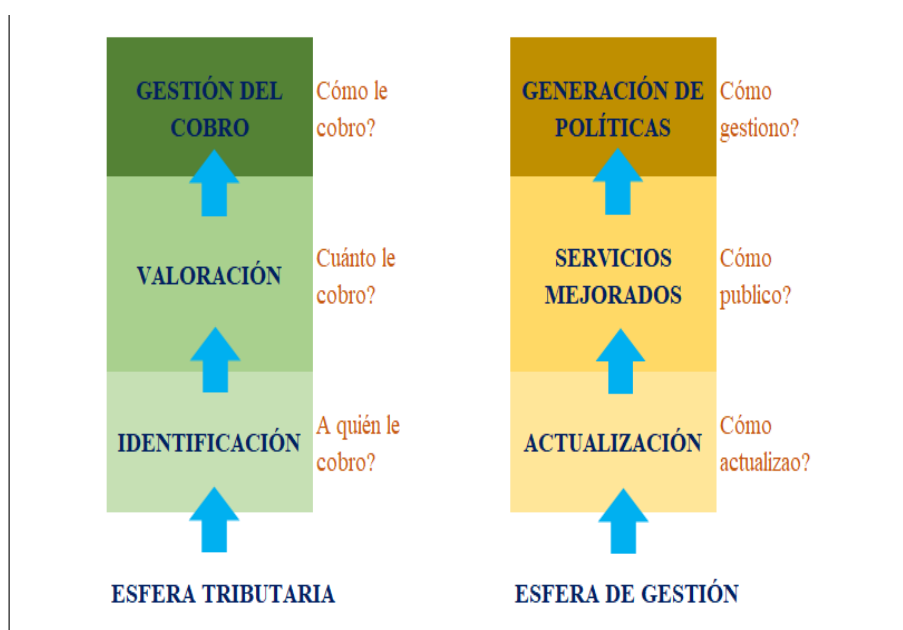 GESTIÓN DEL
COBRO
Cómo le
cobro?
VALORACIÓN
Cuánto le
cobro?
IDENTIFICACIÓN
A quién le
cobro?
ESFERA TRIBUTARIA
GENERACIÓN DE
POLÍTICAS
Cómo
gestiono?
SERVICIOS
MEJORADOS
Cómo
publico?
ACTUALIZACIÓN
Cómo
actualizao?
ESFERA DE GESTIÓN